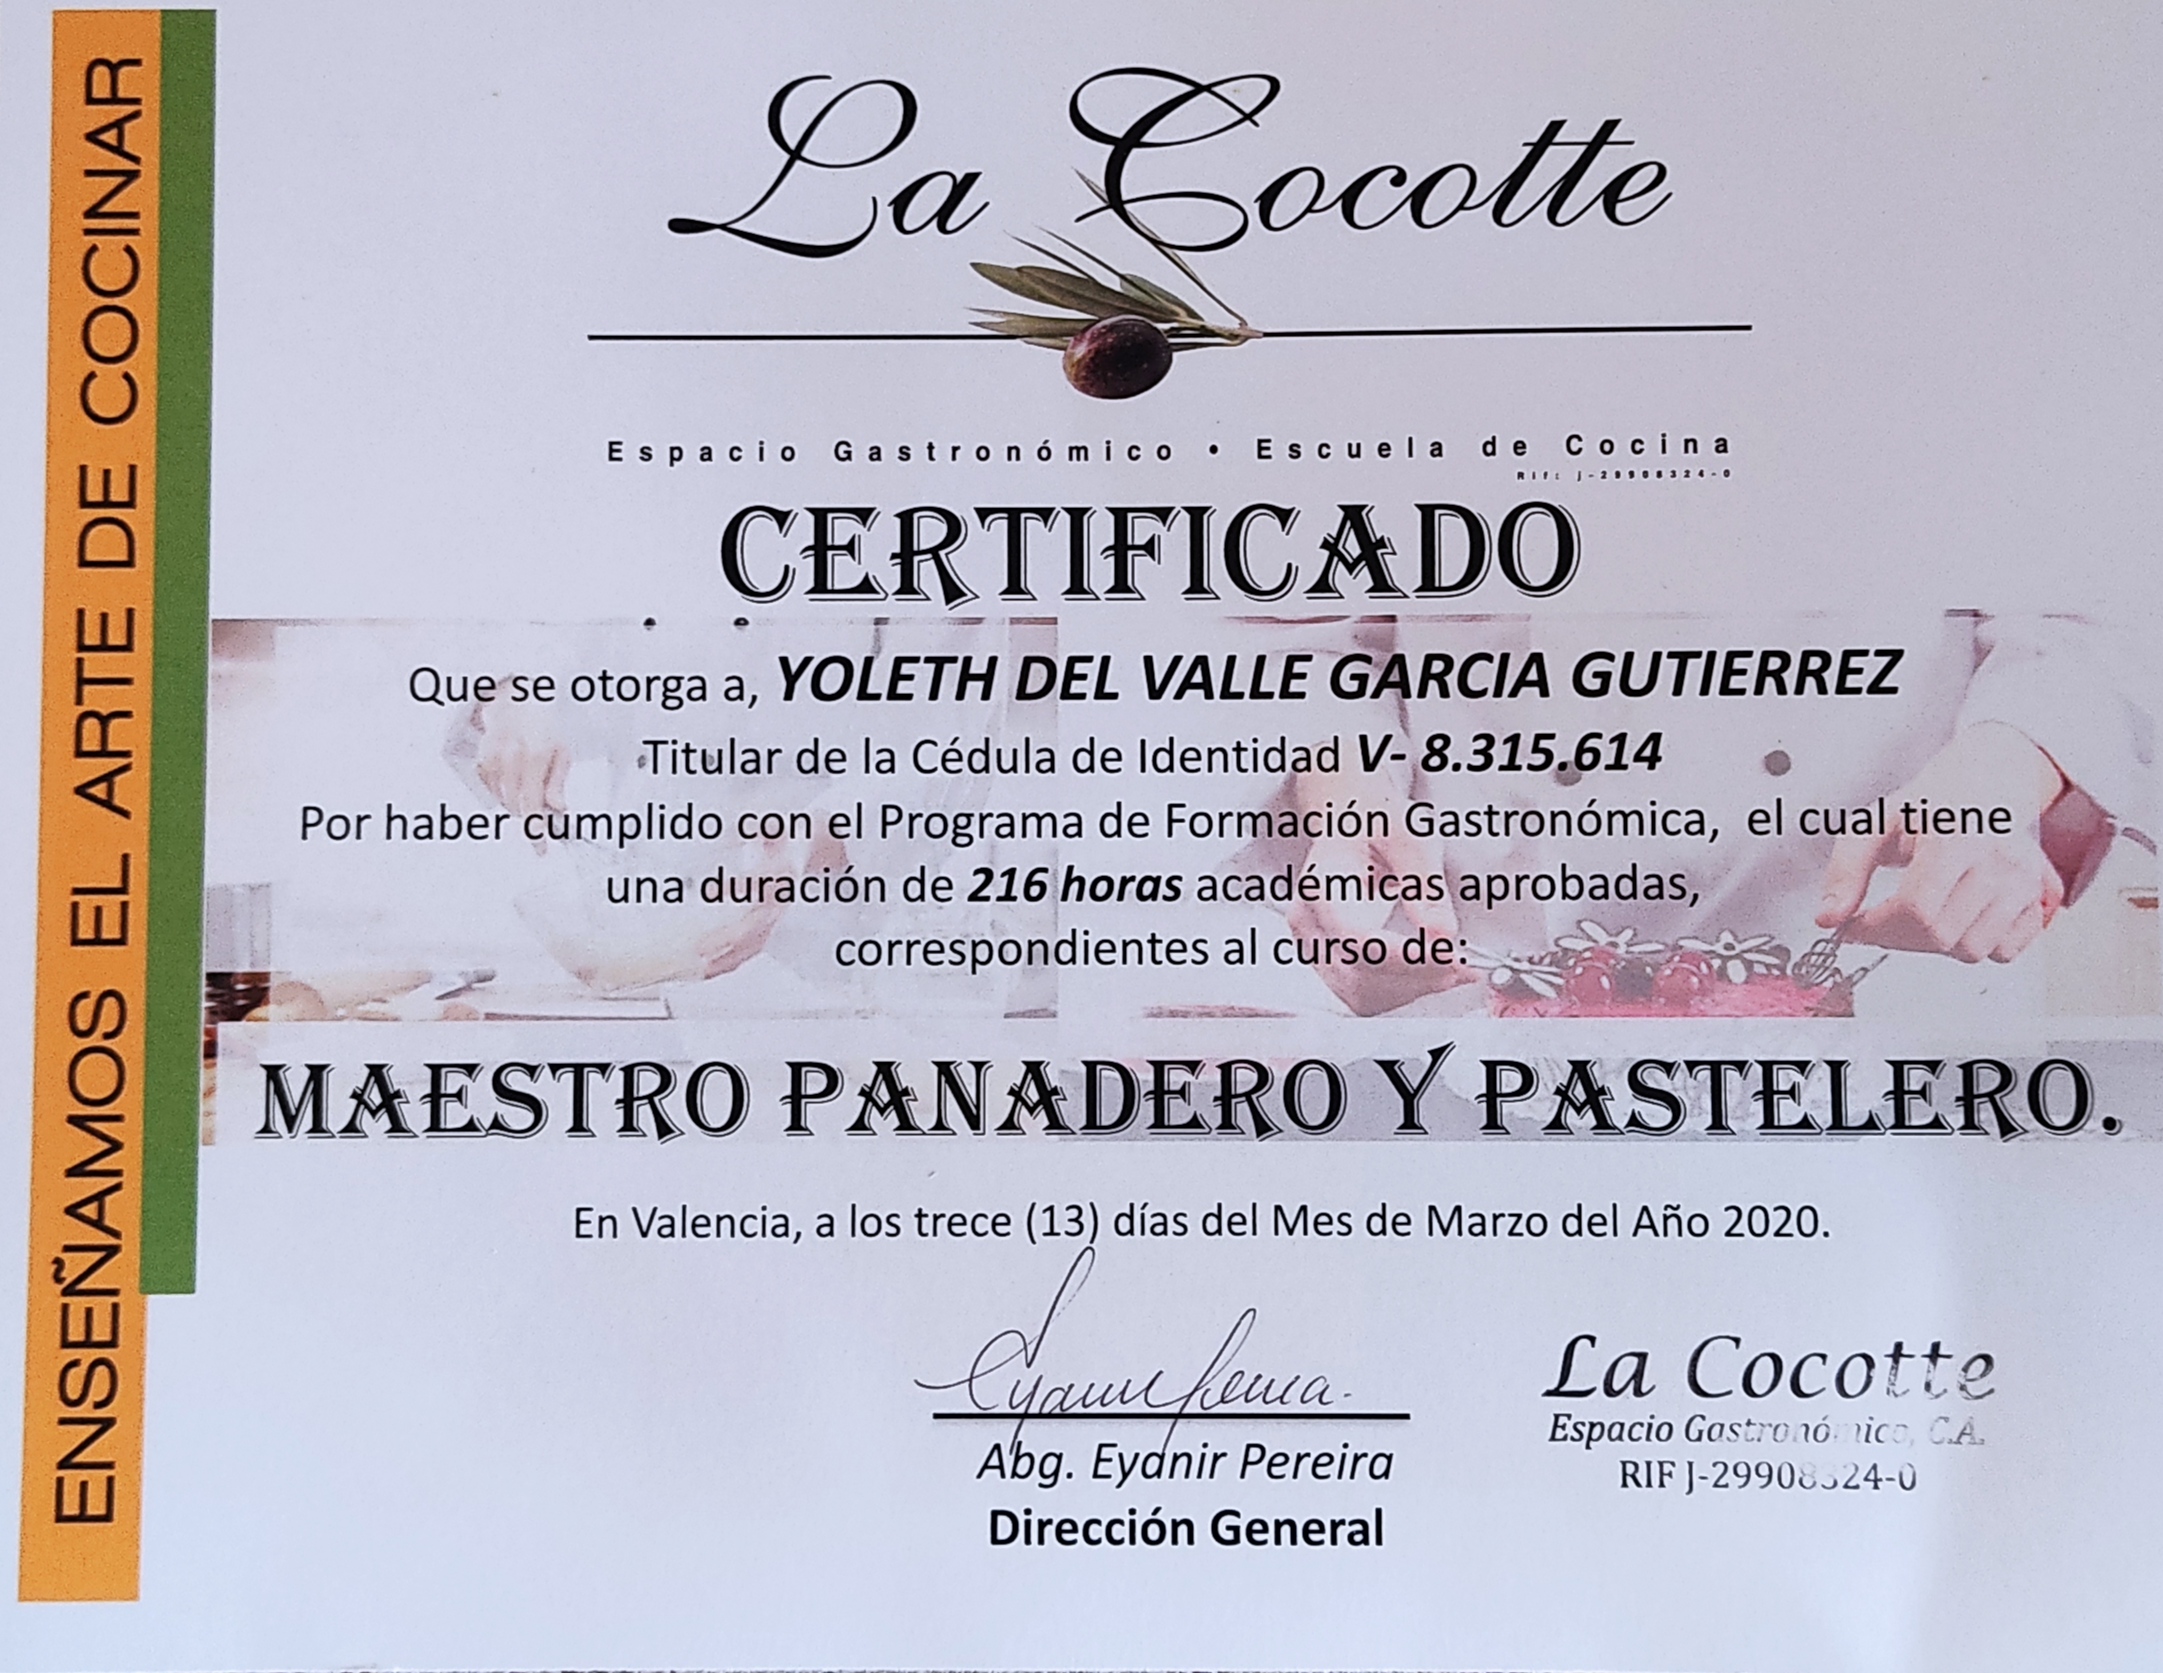 ENSEÑAMOS EL ARTE DE COCINAR
La Cocotte
Espacio Gastronómico • Escuela de Cocina
Rif: J-29908324-0
CERTIFICADO
Que se otorga a, YOLETH DEL VALLE GARCIA GUTIERREZ
Titular de la Cédula de Identidad V- 8.315.614
Por haber cumplido con el Programa de Formación Gastronómica, el cual tiene
una duración de 216 horas académicas aprobadas,
correspondientes al curso de:
MAESTRO PANADERO Y PASTELERO.
En Valencia, a los trece (13) días del Mes de Marzo del Año 2020.
Abg. Eyanir Pereira
Dirección General
La Cocotte
Espacio Gastronómico, C.A.
RIF J-29908324-0